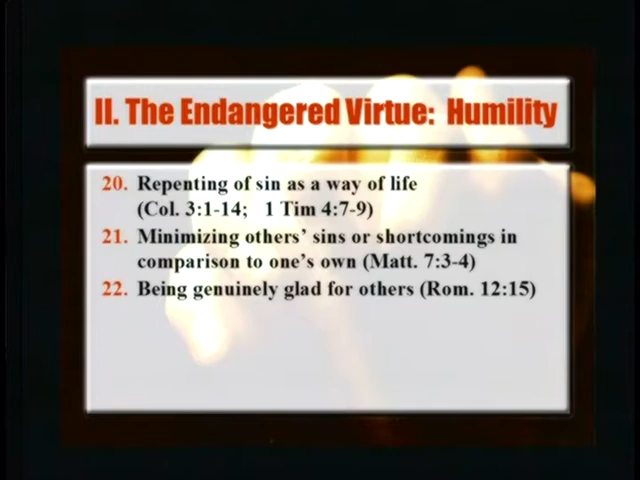 II. The Endangered Virtue: Humility
20. Repenting of sin as a way of life
(Col. 3:1-14; 1 Tim 4:7-9)
21. Minimizing others' sins or shortcomings in
comparison to one's own (Matt. 7:3-4)
22. Being genuinely glad for others (Rom. 12:15)